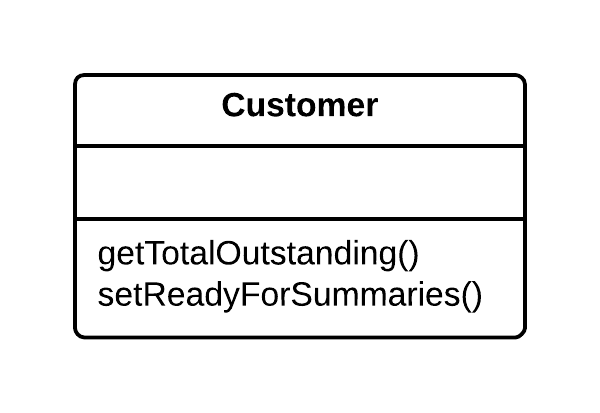 Customer
getTotalOutstanding()
setReadyForSummaries()